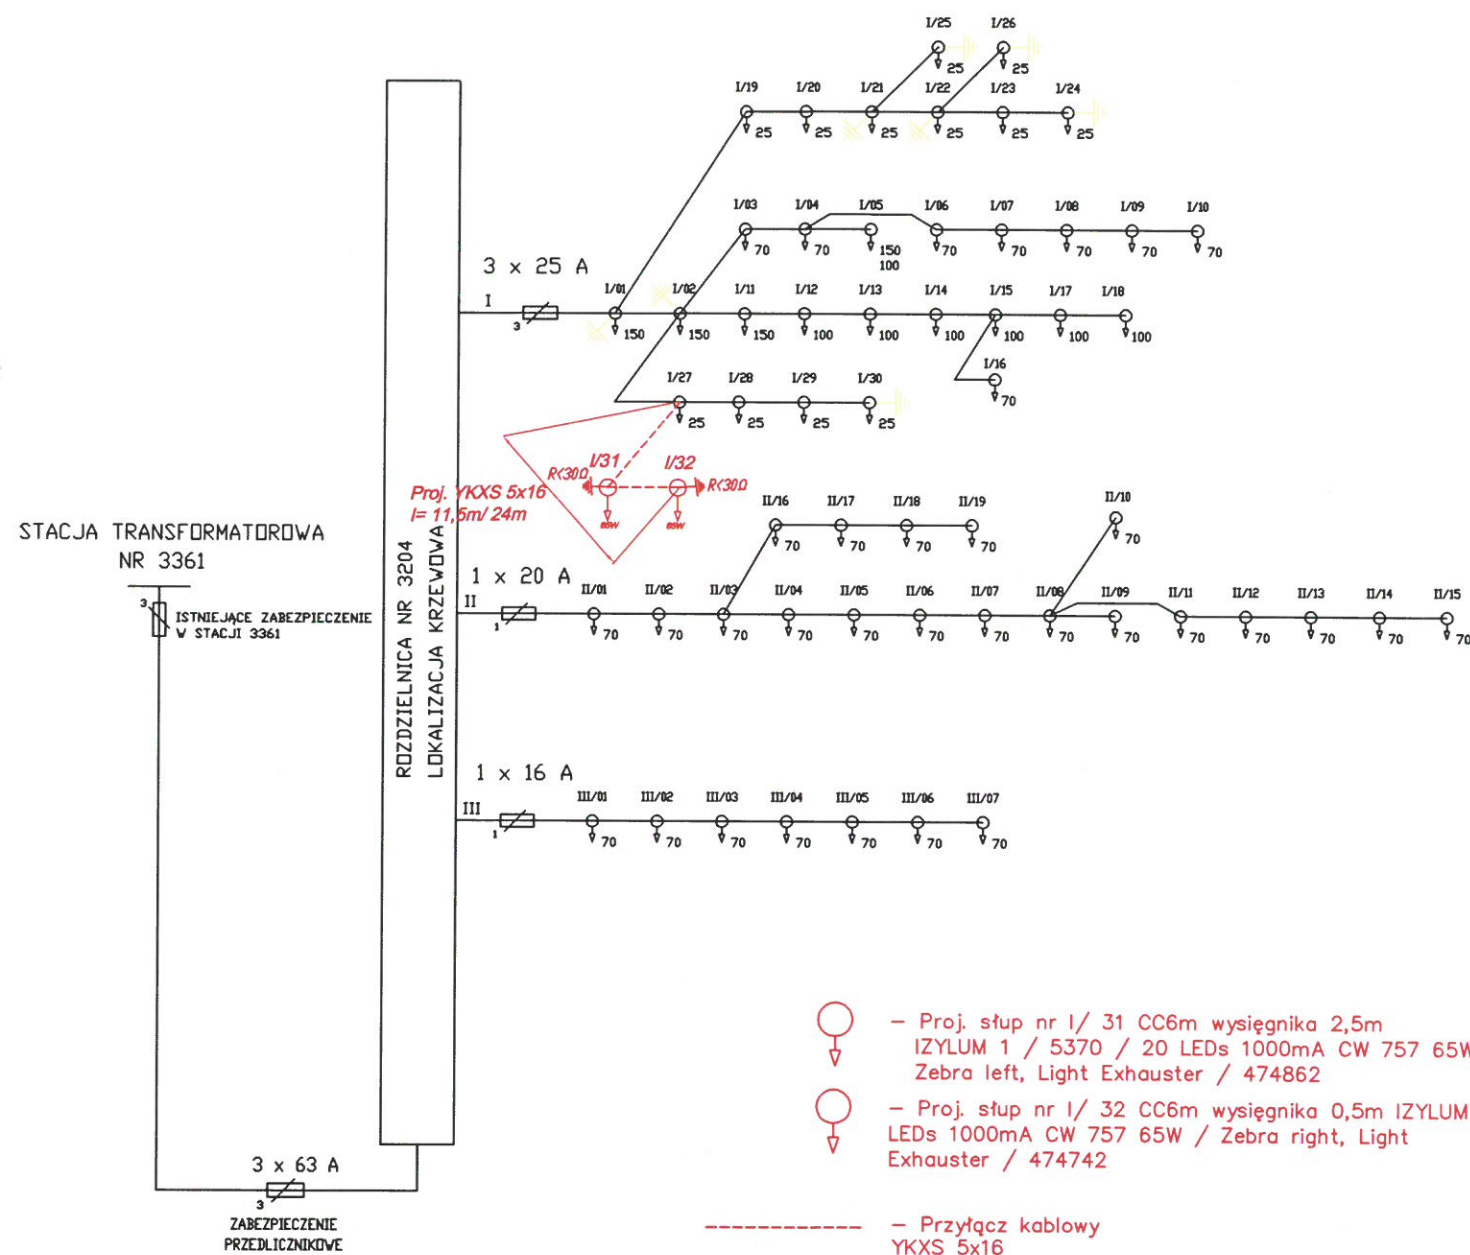 I/25 I/26
25 25
I/19 I/20 I/21 I/22 I/23 I/24
25 25 25 25 25 25
I/03 I/04 I/05 I/06 I/07 I/08 I/09 I/10
70 70 150 70 70 70 70 70
100
3 x 25 A
I
3
I/01 I/02 I/11 I/12 I/13 I/14 I/15 I/17 I/18
150 150 150 100 100 100 100 100 100
I/16
70
I/27 I/28 I/29 I/30
25 25 25 25
I/31 I/32
R<30Ω R<30Ω
65W 65W
Proj. YKXS 5x16
l= 11,5m/ 24m
STACJA TRANSFORMATOROWA
NR 3361
3
ISTNIEJĄCE ZABEZPIECZENIE
W STACJI 3361
ROZDZIELNICA NR 3204
LOKALIZACJA KRZEWOWA
II/16 II/17 II/18 II/19 II/10
70 70 70 70 70
1 x 20 A
II
1
II/01 II/02 II/03 II/04 II/05 II/06 II/07 II/08 II/09 II/11 II/12 II/13 II/14 II/15
70 70 70 70 70 70 70 70 70 70 70 70 70 70
1 x 16 A
III
1
III/01 III/02 III/03 III/04 III/05 III/06 III/07
70 70 70 70 70 70 70
3 x 63 A
3
ZABEZPIECZENIE
PRZEDLICZNIKOWE
– Proj. słup nr I/ 31 CC6m wysięgnika 2,5m
IZYLUM 1 / 5370 / 20 LEDs 1000mA CW 757 65W
Zebra left, Light Exhauster / 474862
– Proj. słup nr I/ 32 CC6m wysięgnika 0,5m IZYLUM
LEDs 1000mA CW 757 65W / Zebra right, Light
Exhauster / 474742
– Przyłącz kablowy
YKXS 5x16